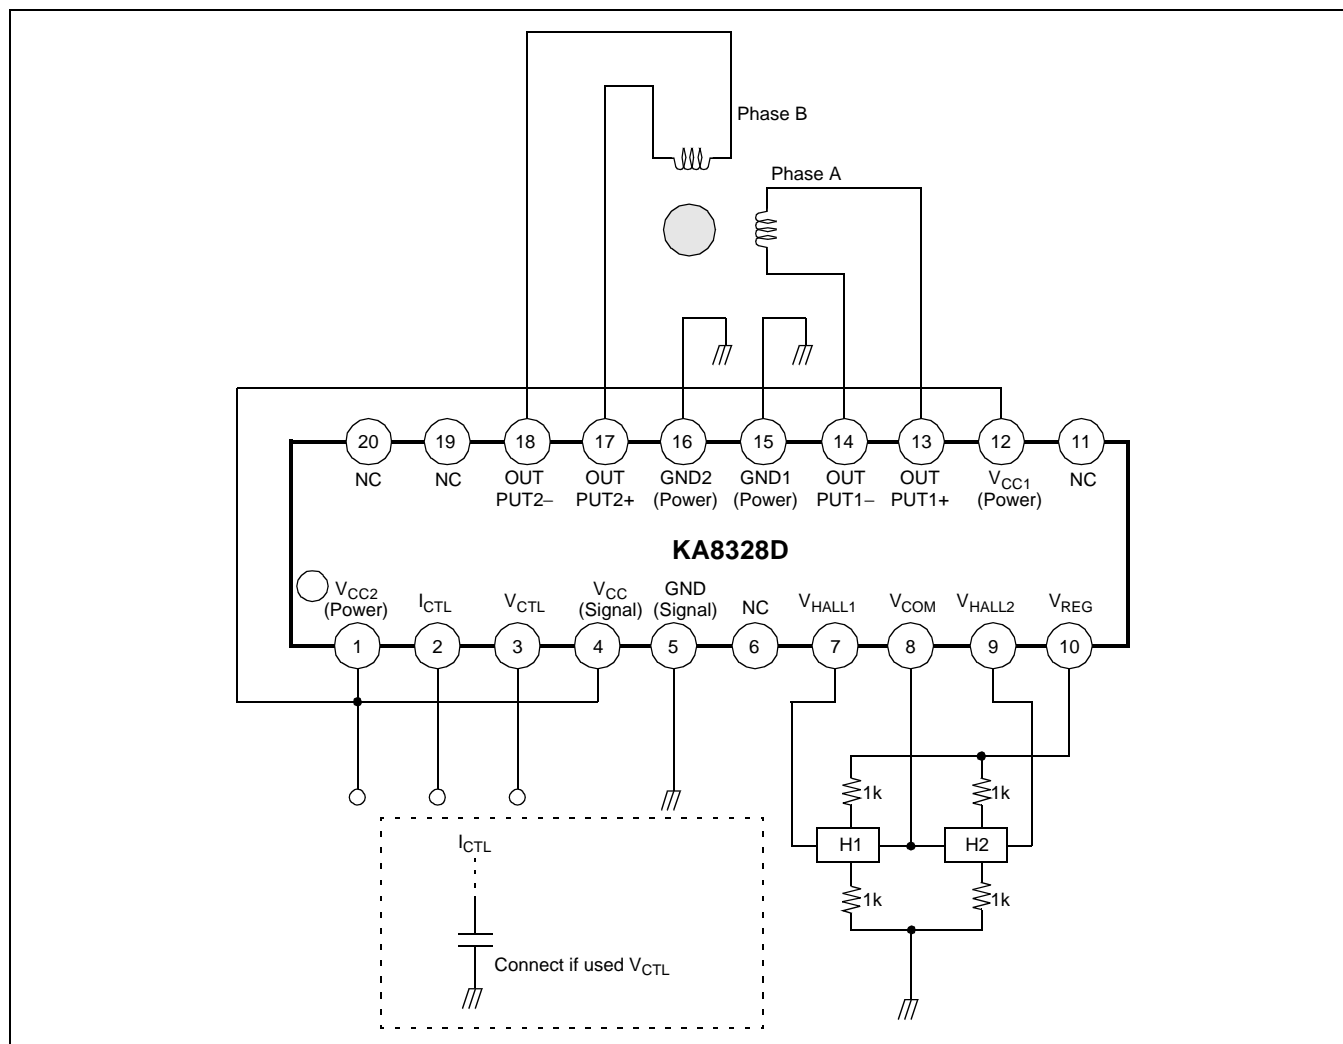 Phase B
Phase A
20
19
18
17
16
15
14
13
12
11
NC
NC
OUT
PUT2–
OUT
PUT2+
GND2
(Power)
GND1
(Power)
OUT
PUT1–
OUT
PUT1+
VCC1
(Power)
NC
KA8328D
VCC2
(Power)
ICTL
VCTL
VCC
(Signal)
GND
(Signal)
NC
VHALL1
VCOM
VHALL2
VREG
1
2
3
4
5
6
7
8
9
10
1k
1k
H1
H2
1k
1k
ICTL
Connect if used VCTL